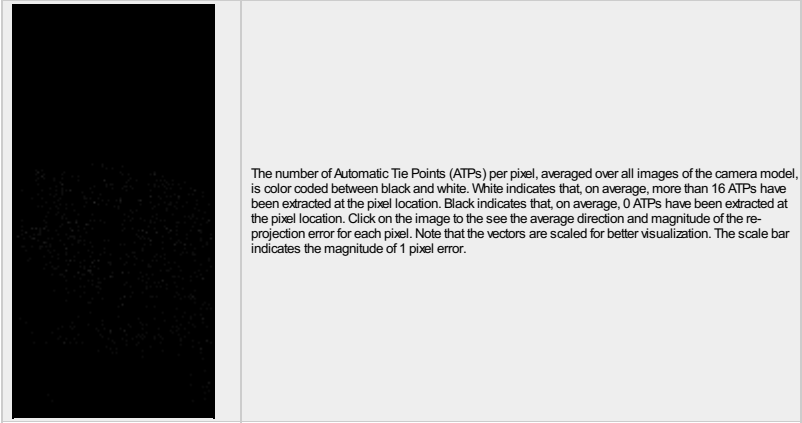 The number of Automatic Tie Points (ATPs) per pixel, averaged over all images of the camera model,
is color coded between black and white. White indicates that, on average, more than 16 ATPs have
been extracted at the pixel location. Black indicates that, on average, 0 ATPs have been extracted at
the pixel location. Click on the image to the see the average direction and magnitude of the re-
projection error for each pixel. Note that the vectors are scaled for better visualization. The scale bar
indicates the magnitude of 1 pixel error.